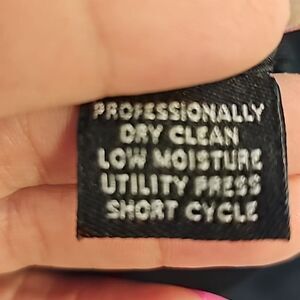 PROFESSIONALLY
DRY CLEAN
LOW MOISTURE
UTILITY PRESS
SHORT CYCLE